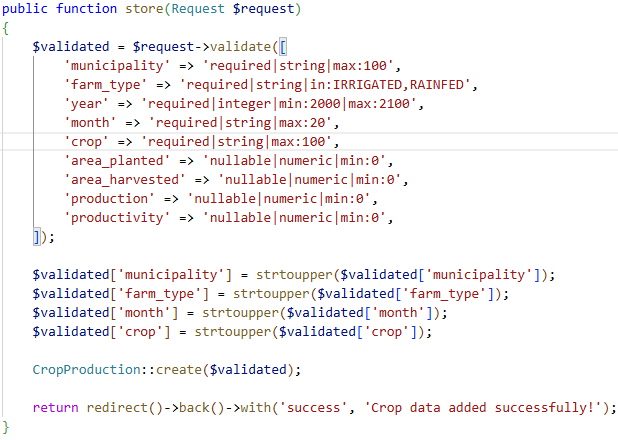 public function store(Request $request)
{
    $validated = $request->validate([
        'municipality' => 'required|string|max:100',
        'farm_type' => 'required|string|in:IRRIGATED,RAINFED',
        'year' => 'required|integer|min:2000|max:2100',
        'month' => 'required|string|max:20',
        'crop' => 'required|string|max:100',
        'area_planted' => 'nullable|numeric|min:0',
        'area_harvested' => 'nullable|numeric|min:0',
        'production' => 'nullable|numeric|min:0',
        'productivity' => 'nullable|numeric|min:0',
    ]);

    $validated['municipality'] = strtoupper($validated['municipality']);
    $validated['farm_type'] = strtoupper($validated['farm_type']);
    $validated['month'] = strtoupper($validated['month']);
    $validated['crop'] = strtoupper($validated['crop']);

    CropProduction::create($validated);

    return redirect()->back()->with('success', 'Crop data added successfully!');
}